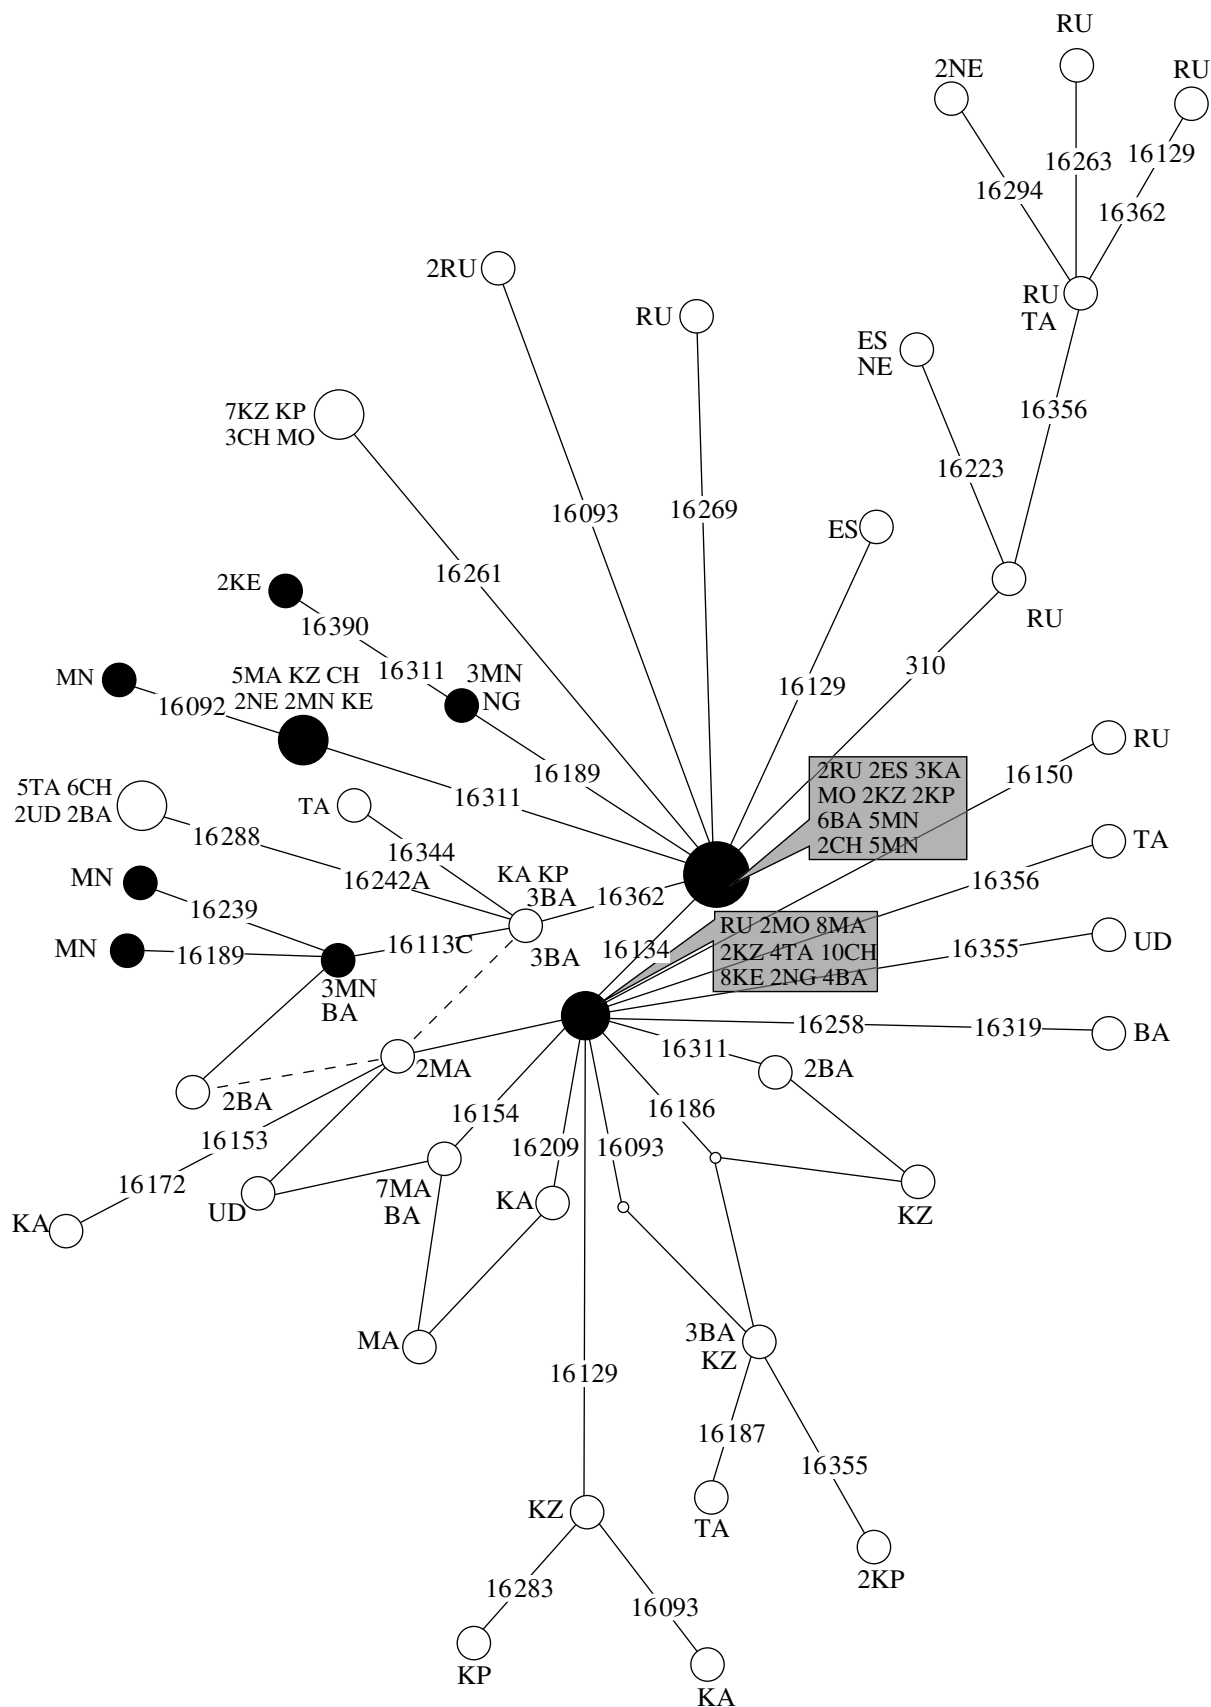 RU
2NE
RU
16263
16129
16294
16362
2RU
RU
RU
TA
ES
NE
16356
7KZ KP
3CH MO
16223
16093
16269
ES
16261
2KE
16390
RU
310
16311
3MN
NG
MN
5MA KZ CH
2NE 2MN KE
16129
16092
RU
16150
16189
2RU 2ES 3KA
MO 2KZ 2KP
6BA 5MN
2CH 5MN
5TA 6CH
2UD 2BA
16311
TA
16288
16344
TA
MN
16242A
KA KP
3BA
16362
16356
16239
RU 2MO 8MA
2KZ 4TA 10CH
8KE 2NG 4BA
MN
16189
16113C
3BA
16134
16355
UD
3MN
BA
16258
16319
BA
16311
2MA
2BA
2BA
16154
16186
16153
16209
16093
16172
7MA
BA
KA
UD
KA
KZ
MA
3BA
KZ
16129
16187
16355
KZ
TA
2KP
16283
16093
KP
KA